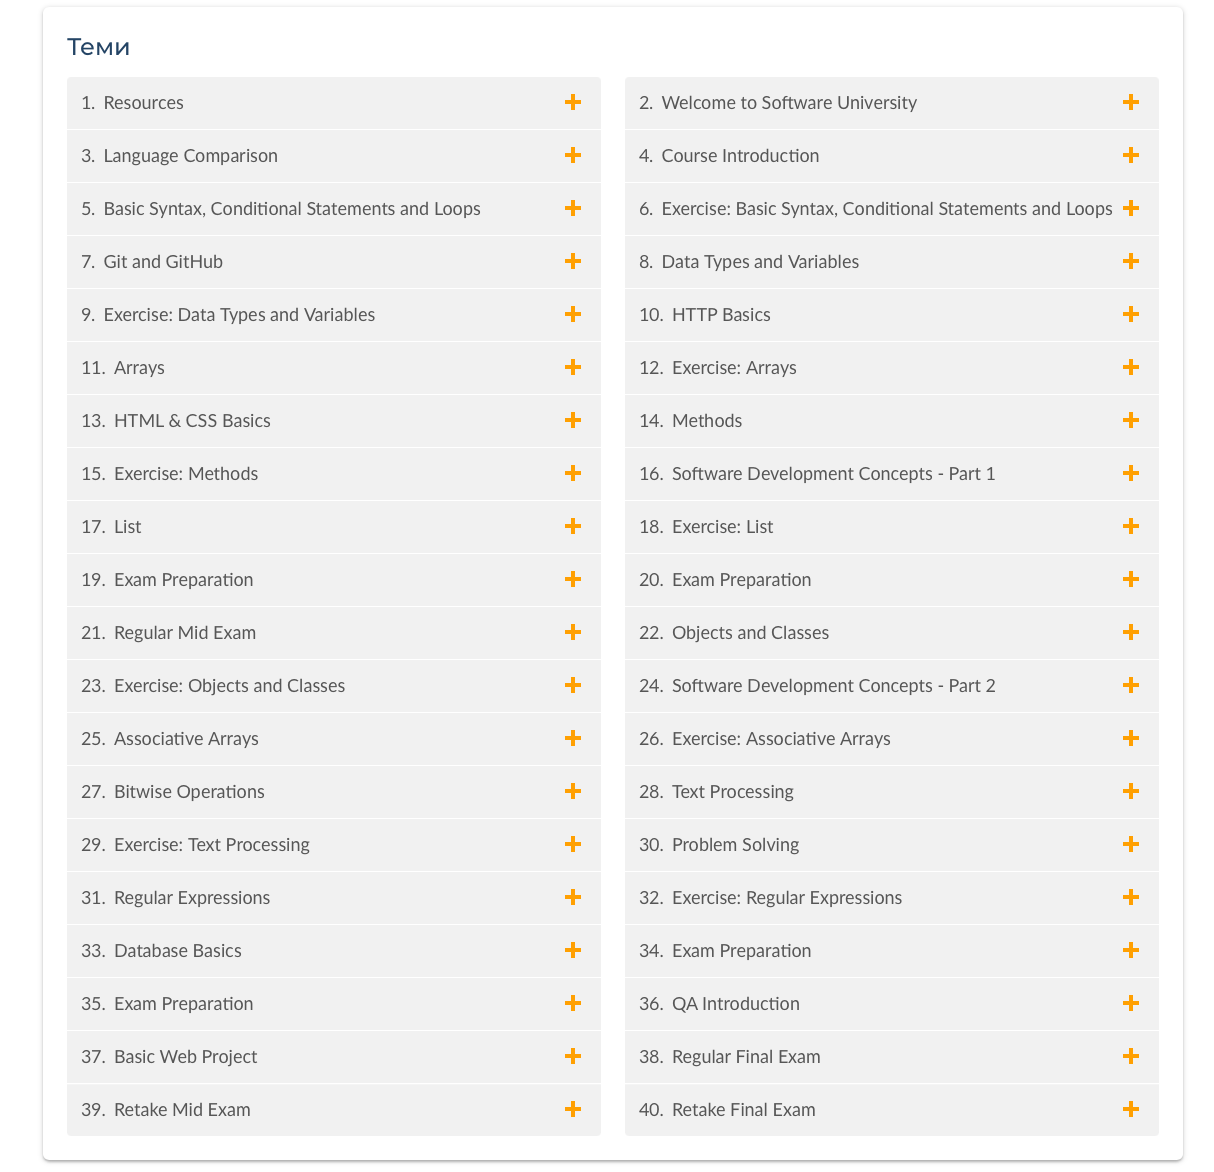 Теми
1. Resources
2. Welcome to Software University
3. Language Comparison
4. Course Introduction
5. Basic Syntax, Conditional Statements and Loops
6. Exercise: Basic Syntax, Conditional Statements and Loops
7. Git and GitHub
8. Data Types and Variables
9. Exercise: Data Types and Variables
10. HTTP Basics
11. Arrays
12. Exercise: Arrays
13. HTML & CSS Basics
14. Methods
15. Exercise: Methods
16. Software Development Concepts - Part 1
17. List
18. Exercise: List
19. Exam Preparation
20. Exam Preparation
21. Regular Mid Exam
22. Objects and Classes
23. Exercise: Objects and Classes
24. Software Development Concepts - Part 2
25. Associative Arrays
26. Exercise: Associative Arrays
27. Bitwise Operations
28. Text Processing
29. Exercise: Text Processing
30. Problem Solving
31. Regular Expressions
32. Exercise: Regular Expressions
33. Database Basics
34. Exam Preparation
35. Exam Preparation
36. QA Introduction
37. Basic Web Project
38. Regular Final Exam
39. Retake Mid Exam
40. Retake Final Exam